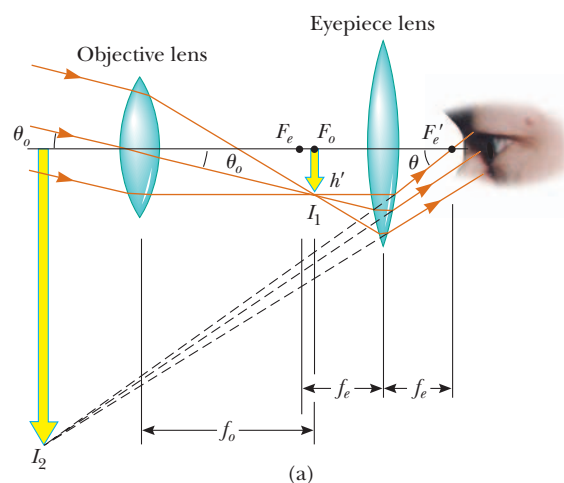 Eyepiece lens
Objective lens
θₒ
Fₑ
Fₒ
Fₑ′
θₒ
θ
h′
I₁
fₑ
fₑ
fₒ
I₂
(a)